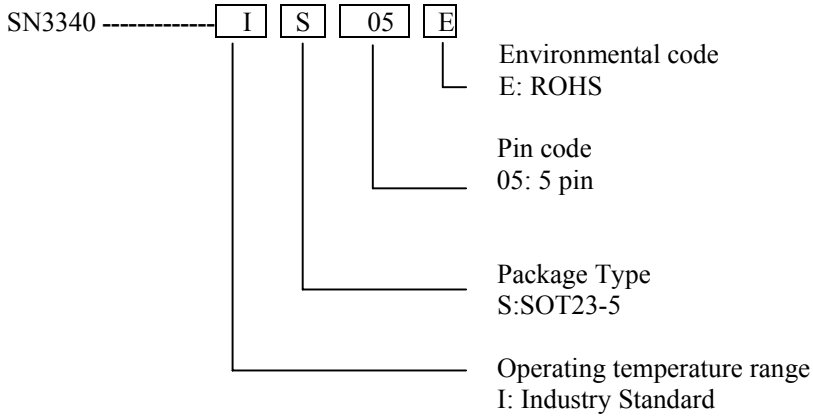 SN3340 ------------- I S 05 E
Environmental code
E: ROHS
Pin code
05: 5 pin
Package Type
S:SOT23-5
Operating temperature range
I: Industry Standard